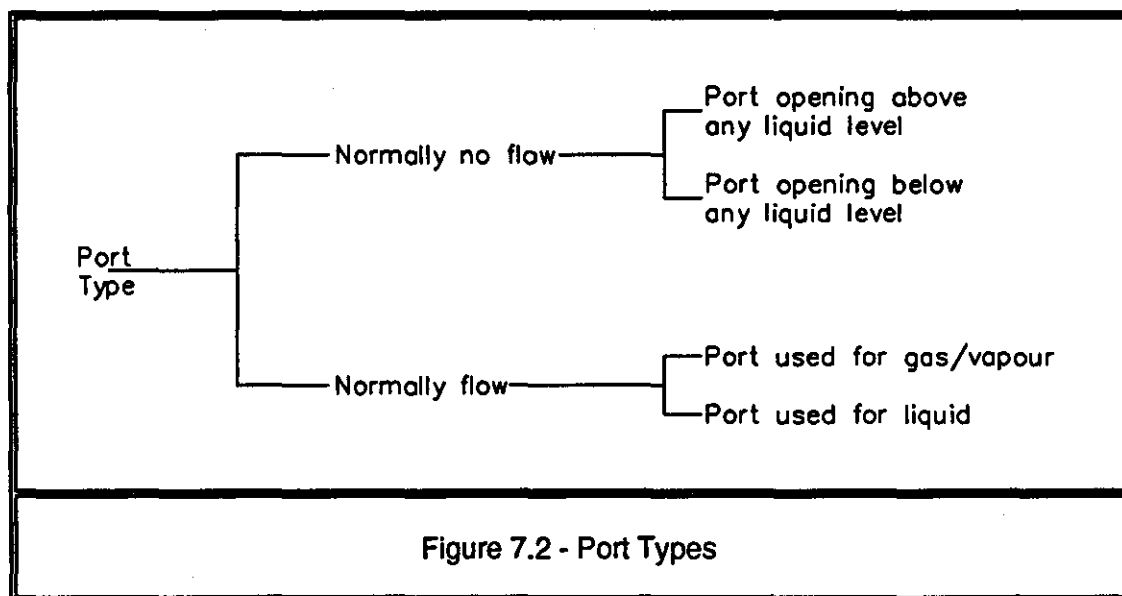 Port opening above
any liquid level
Normally no flow
Port opening below
any liquid level
Port
Type
Port used for gas/vapour
Normally flow
Port used for liquid
Figure 7.2 - Port Types